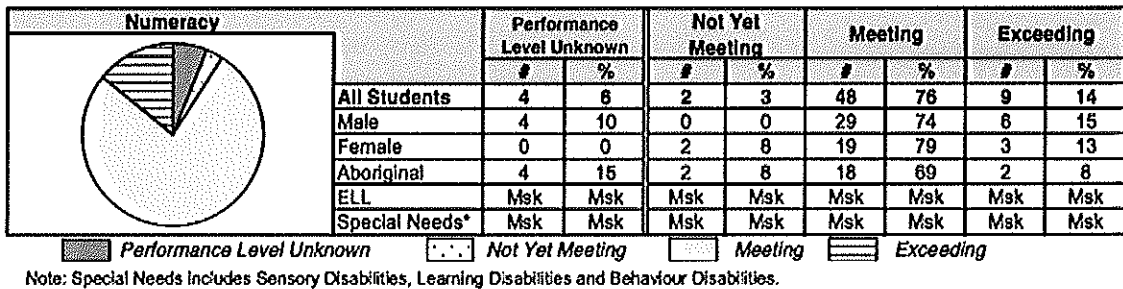 Numeracy
Performance Level Unknown Not Yet Meeting Meeting Exceeding
# % # % # % # %
All Students 4 6 2 3 48 76 9 14
Male 4 10 0 0 29 74 6 15
Female 0 0 2 8 19 79 3 13
Aboriginal 4 15 2 8 18 69 2 8
ELL Msk Msk Msk Msk Msk Msk Msk Msk
Special Needs* Msk Msk Msk Msk Msk Msk Msk Msk
Performance Level Unknown Not Yet Meeting Meeting Exceeding
Note: Special Needs includes Sensory Disabilities, Learning Disabilities and Behaviour Disabilities.